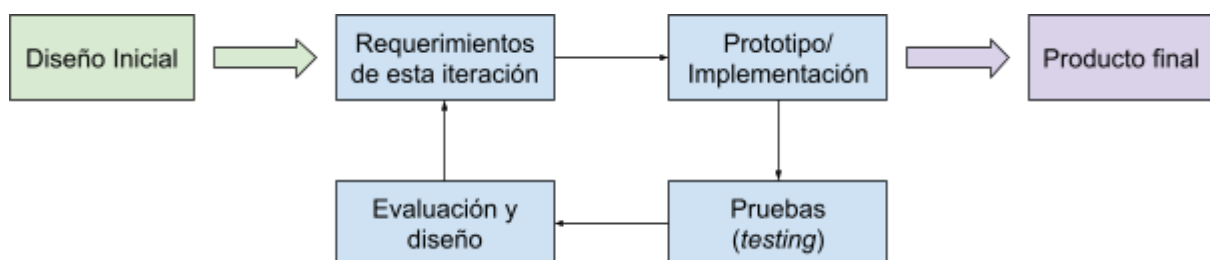 Diseño Inicial
Requerimientos
de esta iteración
Prototipo/
Implementación
Producto final
Evaluación y
diseño
Pruebas
(testing)